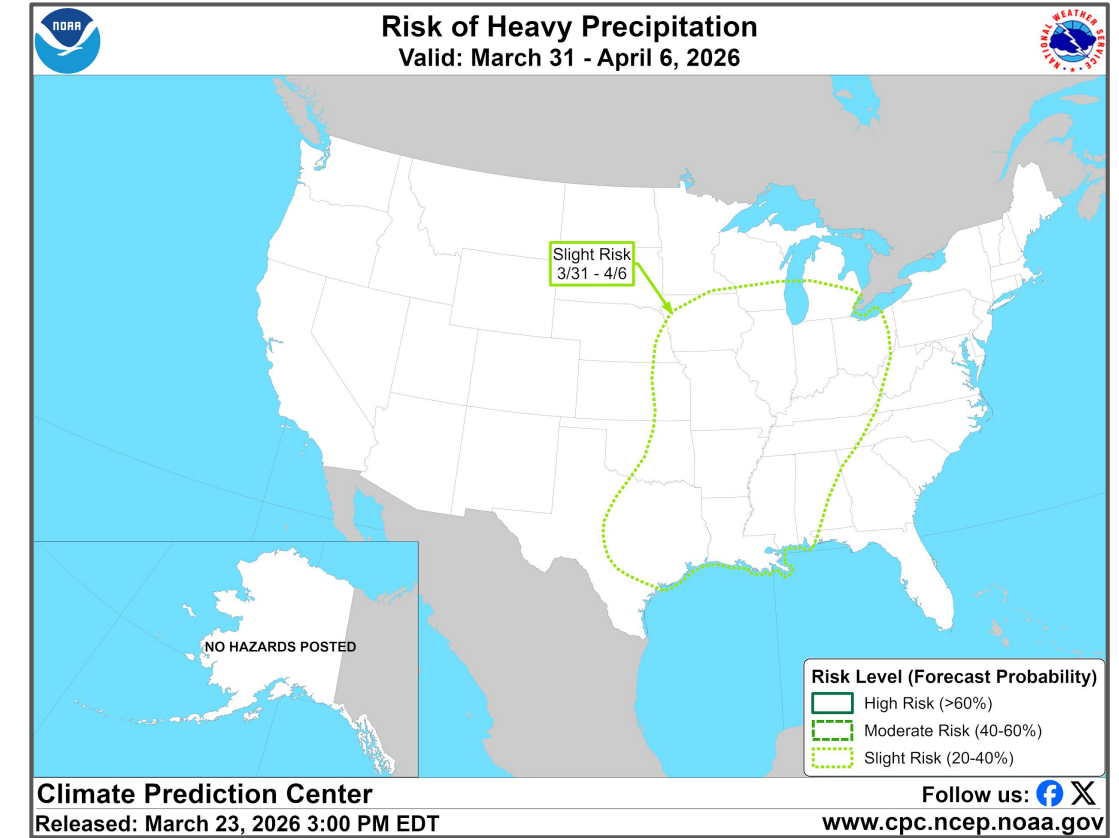 NOAA
Risk of Heavy Precipitation
Valid: March 31 - April 6, 2026
NATIONAL WEATHER SERVICE
Slight Risk
3/31 - 4/6
NO HAZARDS POSTED
Risk Level (Forecast Probability)
High Risk (>60%)
Moderate Risk (40-60%)
Slight Risk (20-40%)
Climate Prediction Center
Follow us:
Released: March 23, 2026 3:00 PM EDT
www.cpc.ncep.noaa.gov